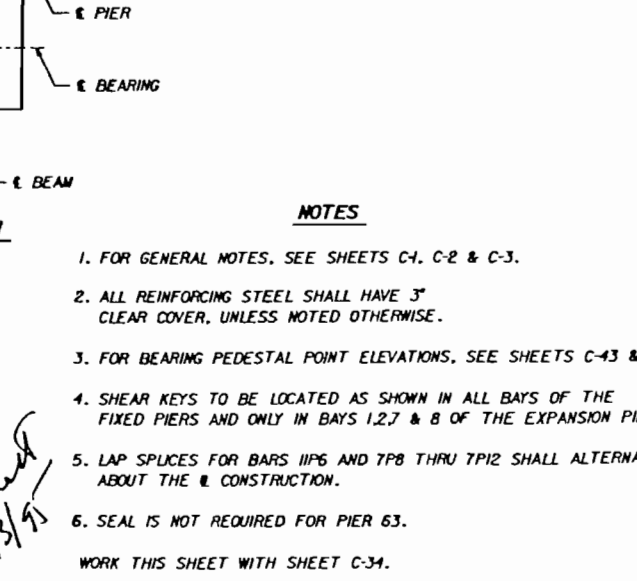 ℄ PIER
℄ BEARING
℄ BEAM
NOTES
1. FOR GENERAL NOTES, SEE SHEETS C-1, C-2 & C-3.
2. ALL REINFORCING STEEL SHALL HAVE 3"
CLEAR COVER, UNLESS NOTED OTHERWISE.
3. FOR BEARING PEDESTAL POINT ELEVATIONS, SEE SHEETS C-43 &
4. SHEAR KEYS TO BE LOCATED AS SHOWN IN ALL BAYS OF THE
FIXED PIERS AND ONLY IN BAYS 1,2,7 & 8 OF THE EXPANSION PI
5. LAP SPLICES FOR BARS 11P6 AND 7P8 THRU 7P12 SHALL ALTERNA
ABOUT THE ℄ CONSTRUCTION.
6. SEAL IS NOT REQUIRED FOR PIER 63.
WORK THIS SHEET WITH SHEET C-34.